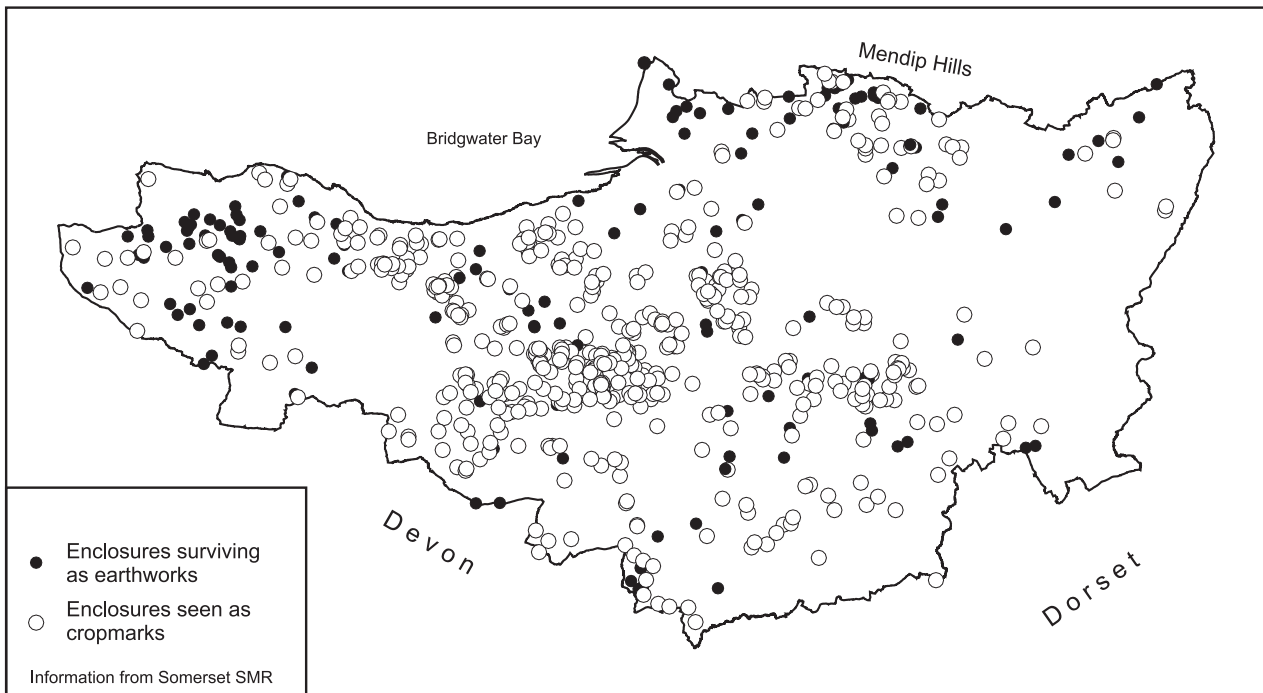 Mendip Hills
Bridgwater Bay
Devon
Dorset
Enclosures surviving
as earthworks
Enclosures seen as
cropmarks
Information from Somerset SMR